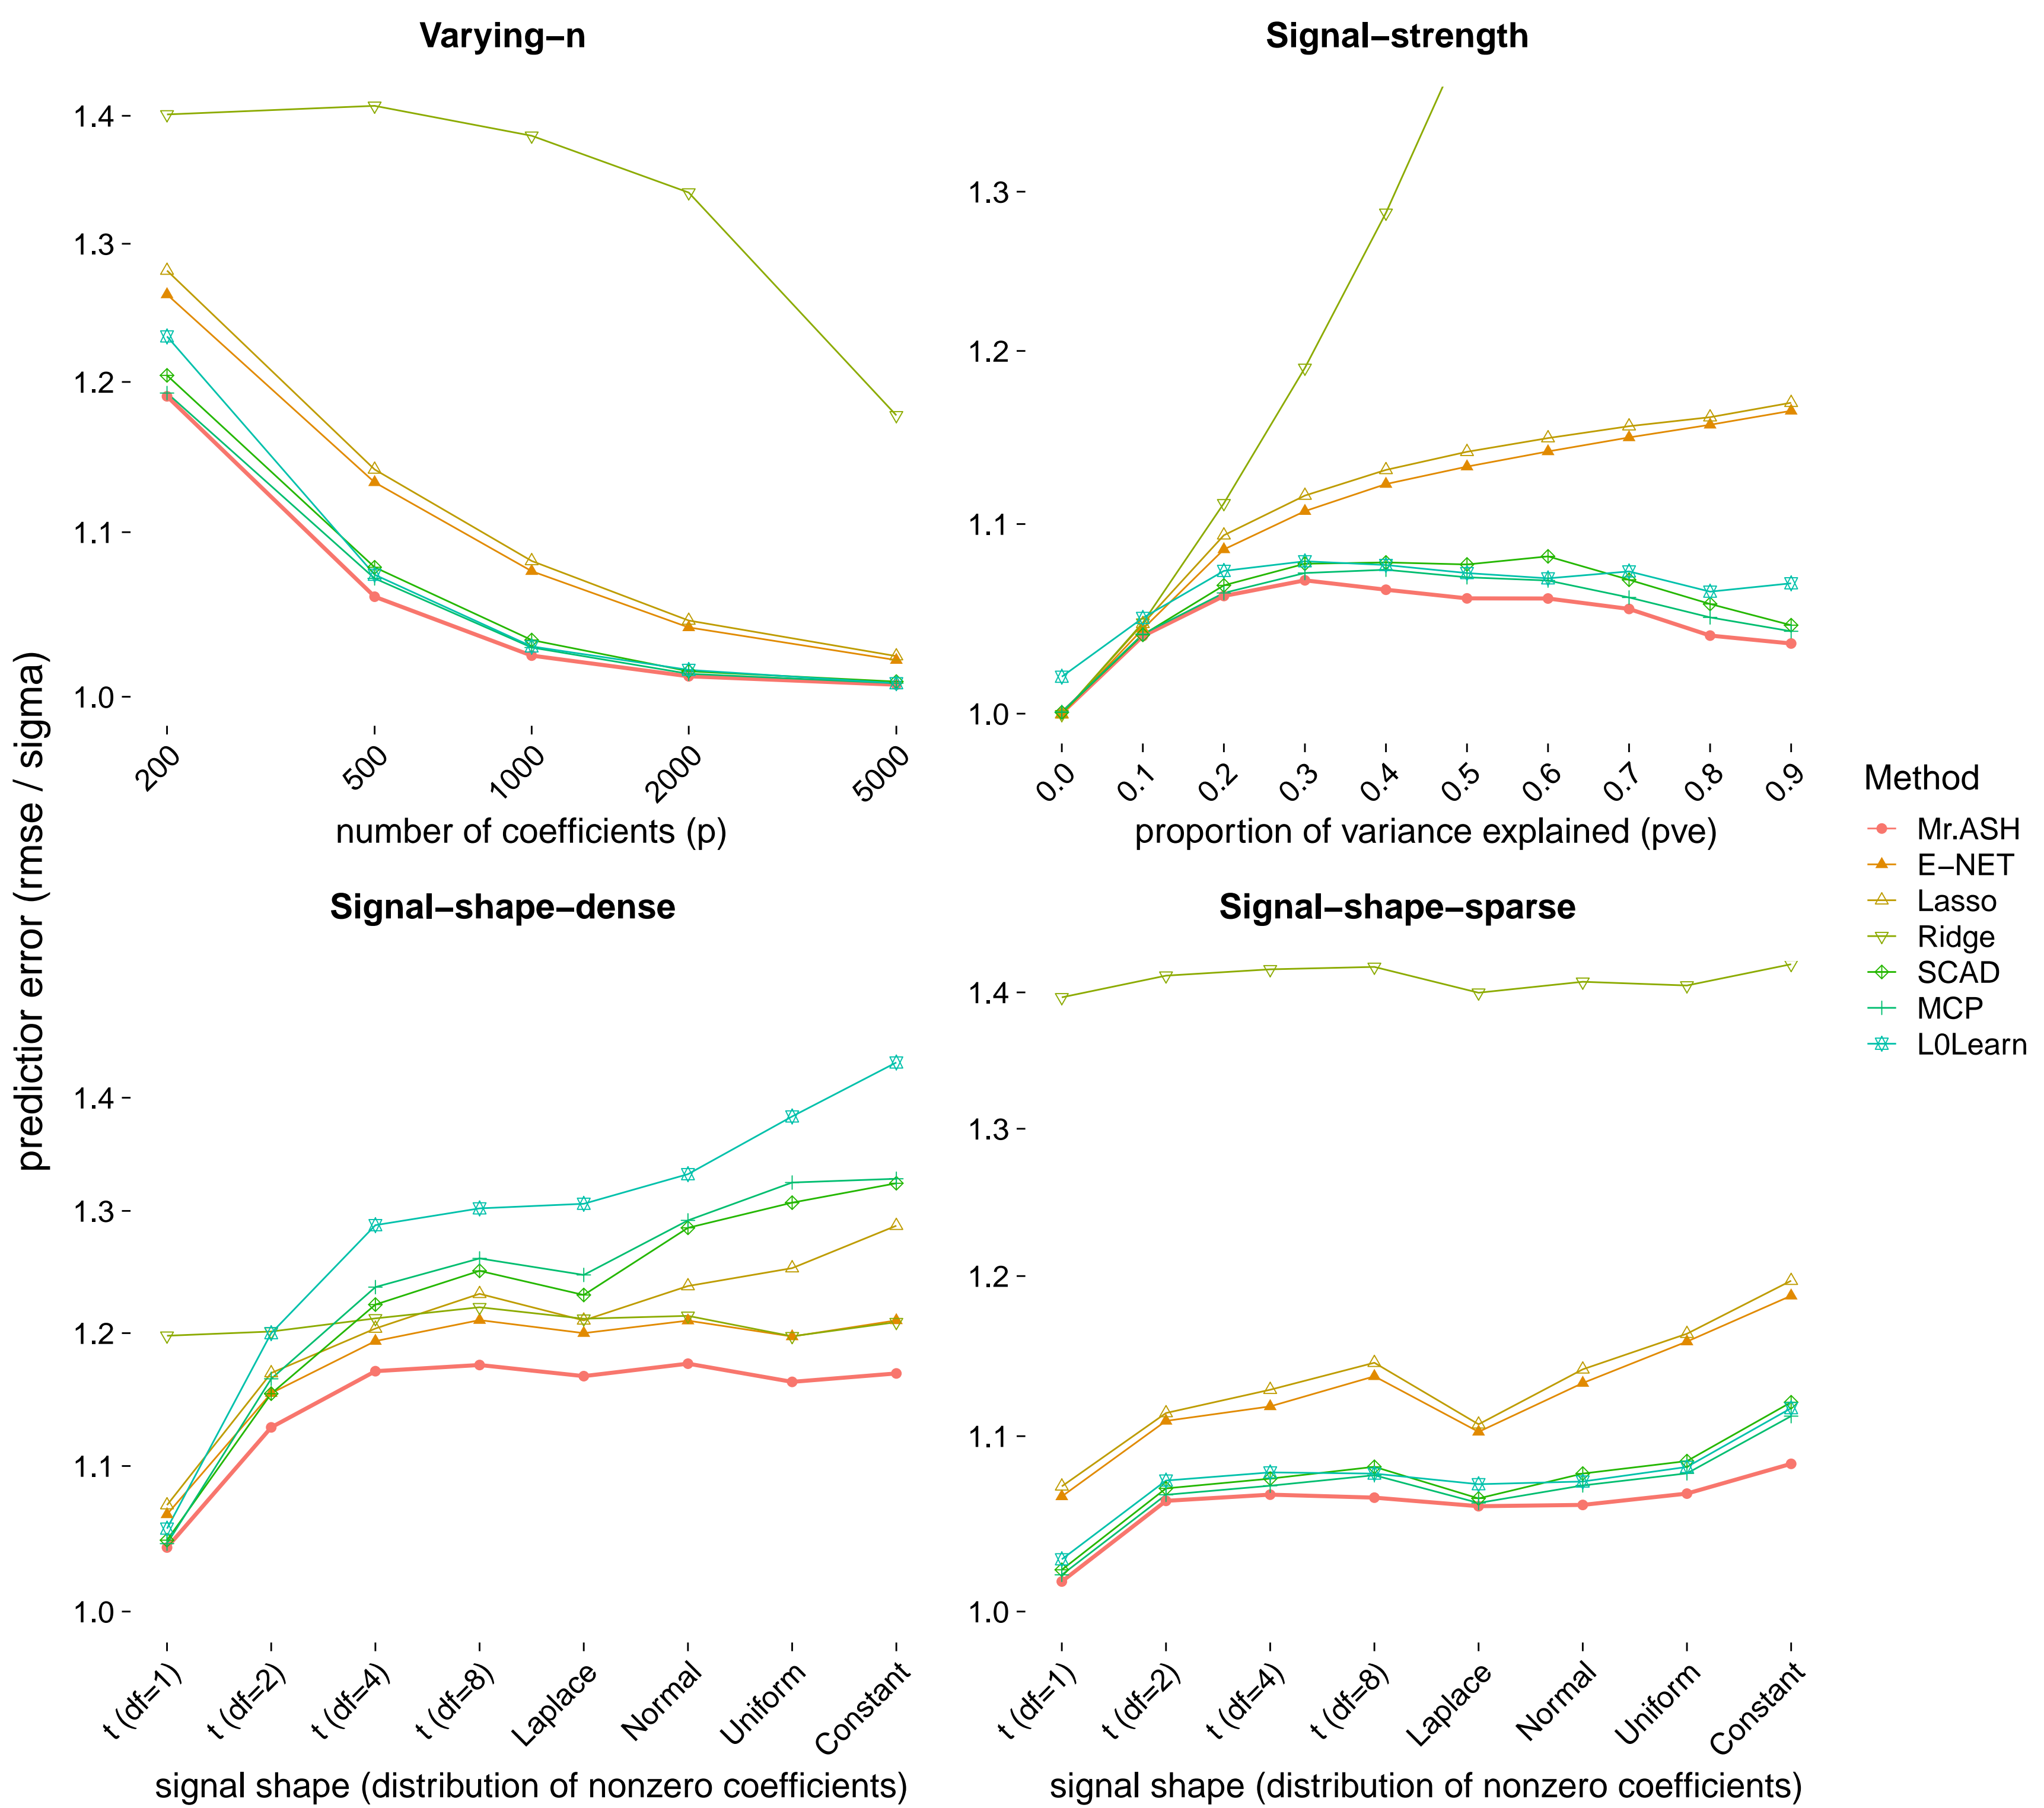 Varying−n
1.4
1.3
1.2
1.1
1.0
200
500
1000
2000
5000
number of coefficients (p)
Signal−strength
1.3
1.2
1.1
1.0
0.0
0.1
0.2
0.3
0.4
0.5
0.6
0.7
0.8
0.9
proportion of variance explained (pve)
predictior error (rmse / sigma)
Signal−shape−dense
1.4
1.3
1.2
1.1
1.0
t (df=1)
t (df=2)
t (df=4)
t (df=8)
Laplace
Normal
Uniform
Constant
signal shape (distribution of nonzero coefficients)
Signal−shape−sparse
1.4
1.3
1.2
1.1
1.0
t (df=1)
t (df=2)
t (df=4)
t (df=8)
Laplace
Normal
Uniform
Constant
signal shape (distribution of nonzero coefficients)
Method
Mr.ASH
E−NET
Lasso
Ridge
SCAD
MCP
L0Learn